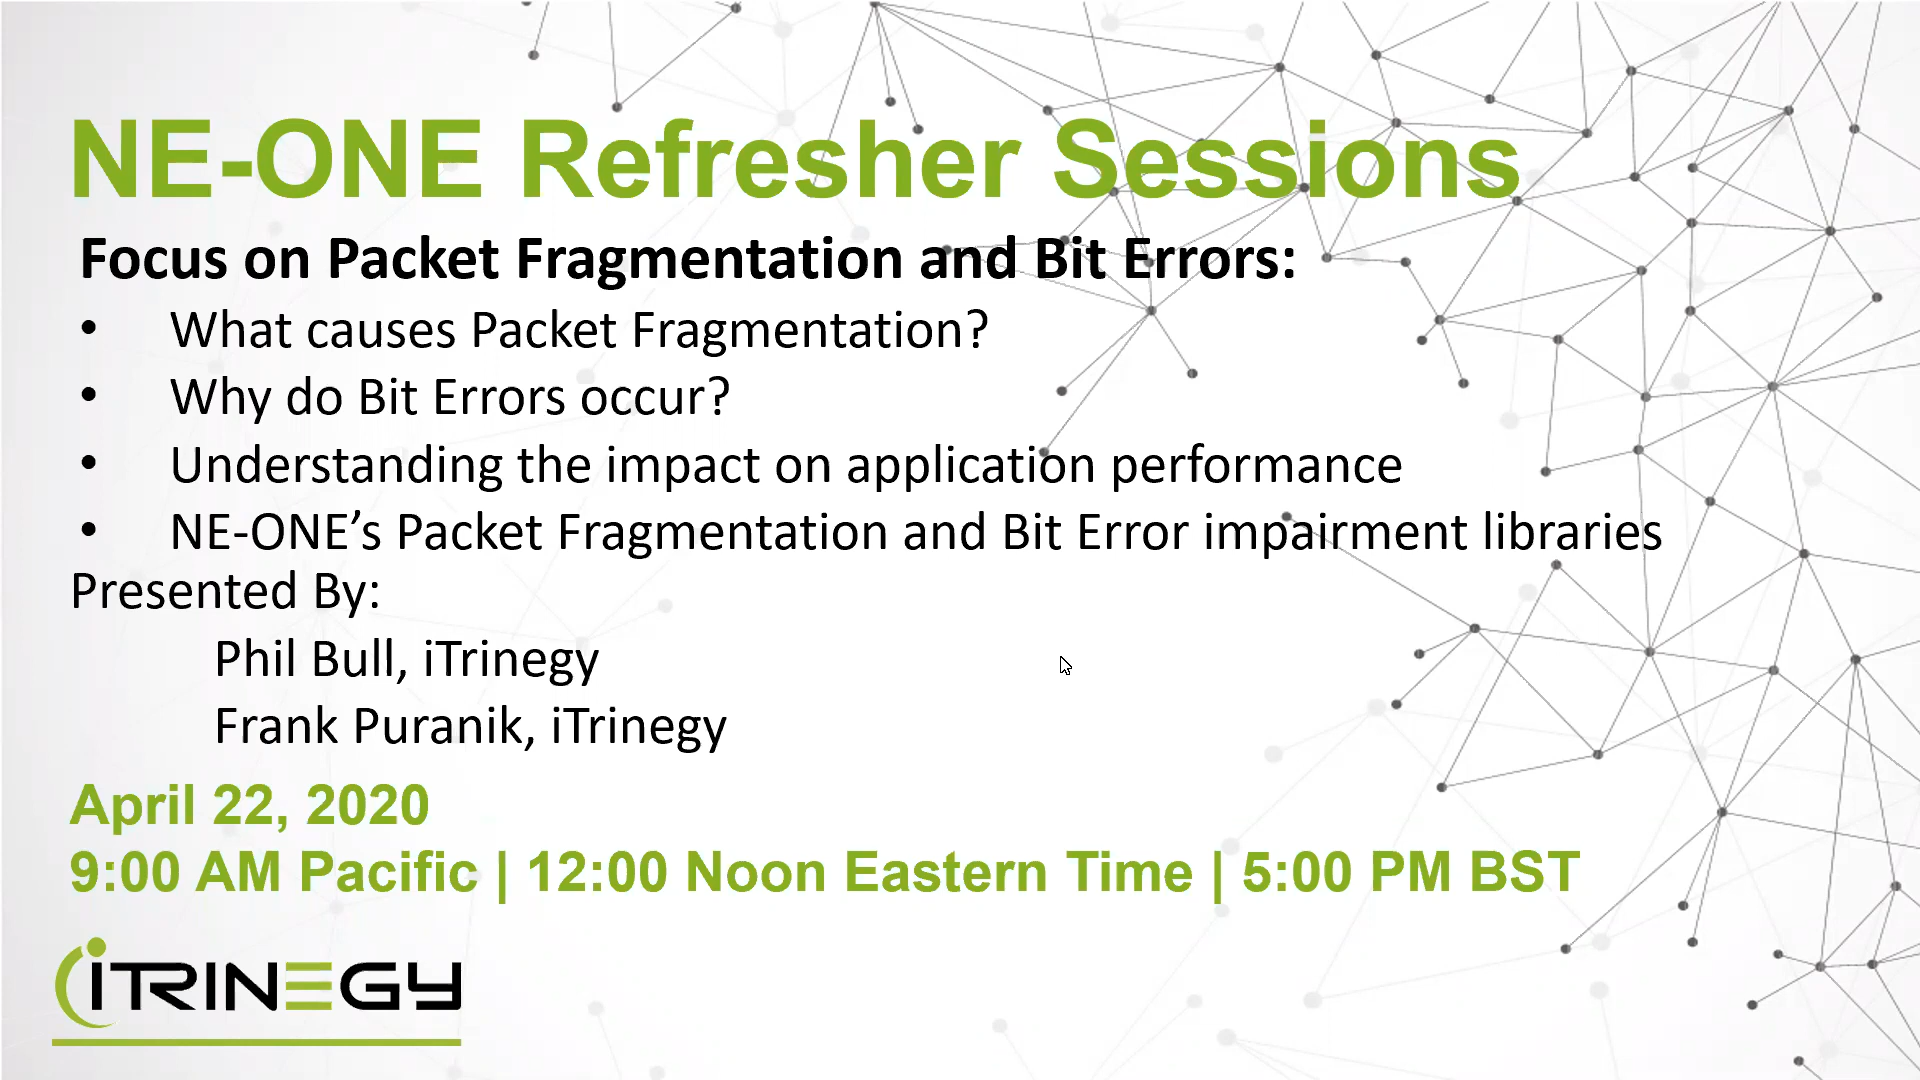 NE-ONE Refresher Sessions
Focus on Packet Fragmentation and Bit Errors:
• What causes Packet Fragmentation?
• Why do Bit Errors occur?
• Understanding the impact on application performance
• NE-ONE’s Packet Fragmentation and Bit Error impairment libraries
Presented By:
Phil Bull, iTrinegy
Frank Puranik, iTrinegy
April 22, 2020
9:00 AM Pacific | 12:00 Noon Eastern Time | 5:00 PM BST
iTRINEGY